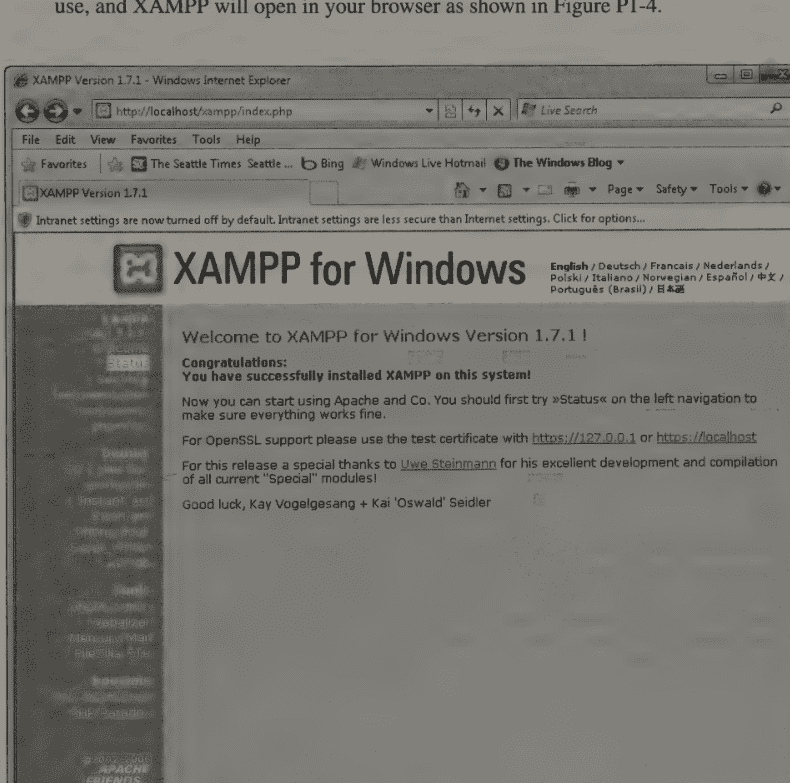 use, and XAMPP will open in your browser as shown in Figure P1-4.
XAMPP Version 1.7.1 - Windows Internet Explorer
http://localhost/xampp/index.php
Live Search
File Edit View Favorites Tools Help
Favorites The Seattle Times Seattle ... Bing Windows Live Hotmail The Windows Blog
XAMPP Version 1.7.1 Page Safety Tools
Intranet settings are now turned off by default. Intranet settings are less secure than Internet settings. Click for options...
XAMPP for Windows
English / Deutsch / Francais / Nederlands /
Polski / Italiano / Norwegian / Español / 中文 /
Português (Brasil) / 日本語
Status
Welcome to XAMPP for Windows Version 1.7.1 !
Congratulations:
You have successfully installed XAMPP on this system!
Now you can start using Apache and Co. You should first try »Status« on the left navigation to
make sure everything works fine.
For OpenSSL support please use the test certificate with https://127.0.0.1 or https://localhost
For this release a special thanks to Uwe Steinmann for his excellent development and compilation
of all current "Special" modules!
Good luck, Kay Vogelgesang + Kai 'Oswald' Seidler
APACHE
FRIENDS